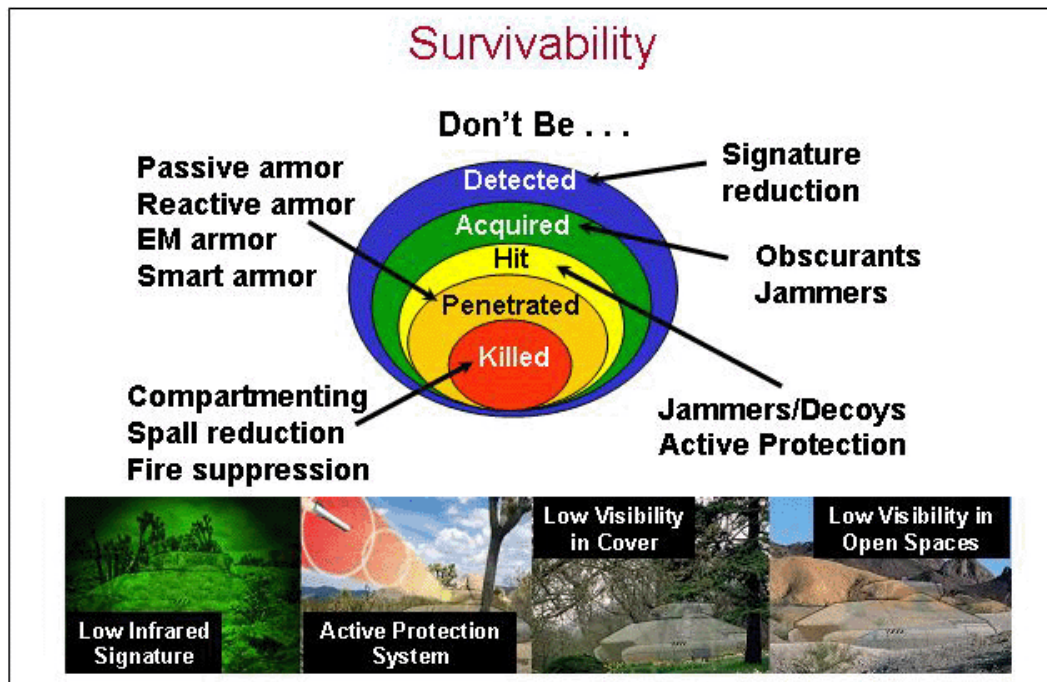 Survivability
Don't Be . . .
Passive armor
Reactive armor
EM armor
Smart armor
Signature
reduction
Detected
Acquired
Hit
Penetrated
Killed
Obscurants
Jammers
Compartmenting
Spall reduction
Fire suppression
Jammers/Decoys
Active Protection
Low Infrared
Signature
Active Protection
System
Low Visibility
in Cover
Low Visibility in
Open Spaces